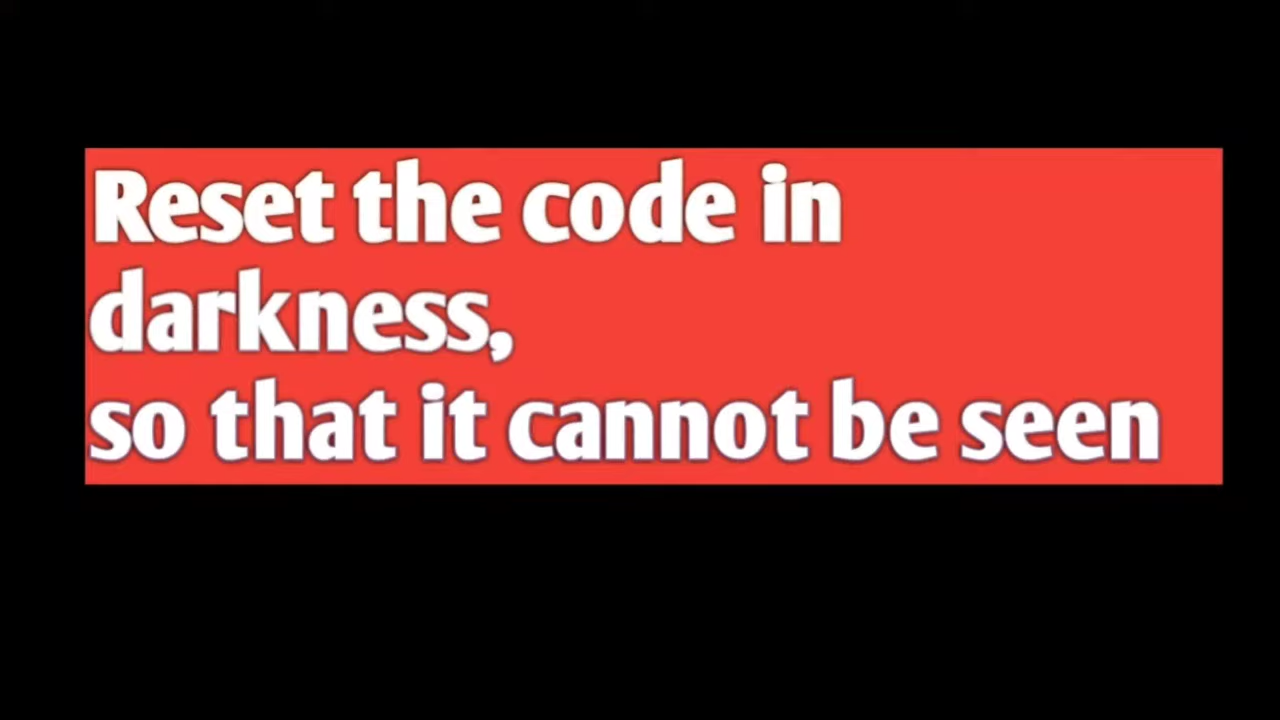 Reset the code in
darkness,
so that it cannot be seen